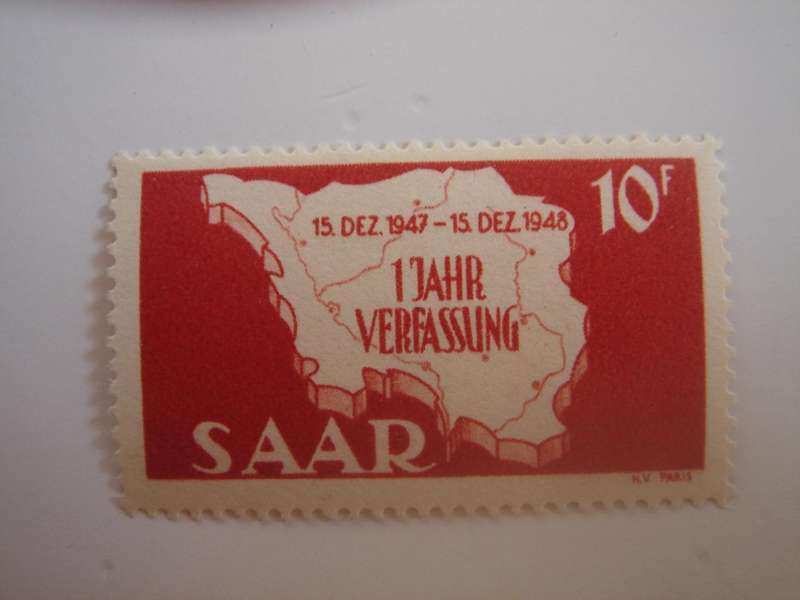 10F
15. DEZ. 1947 – 15. DEZ. 1948
1 JAHR
VERFASSUNG
SAAR
H.V. PARIS